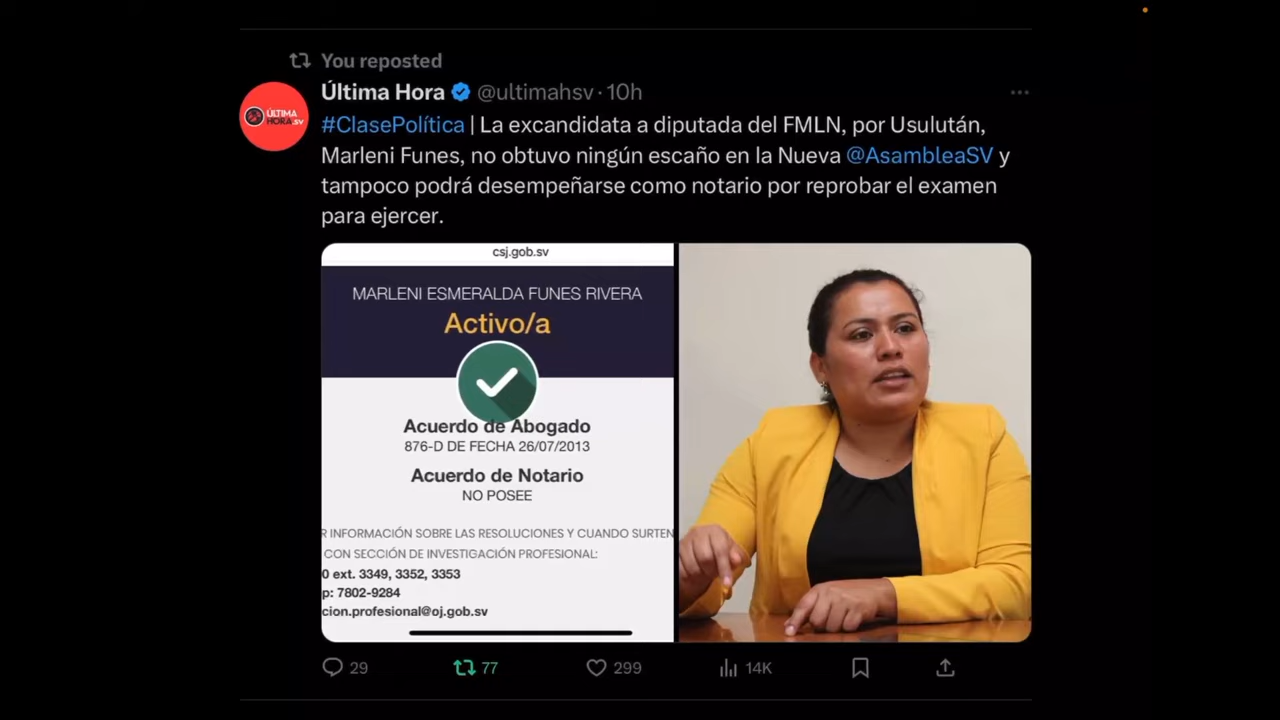 You reposted
Última Hora @ultimahsv · 10h
ÚLTIMA
HORA.SV
#ClasePolítica | La excandidata a diputada del FMLN, por Usulután,
Marleni Funes, no obtuvo ningún escaño en la Nueva @AsambleaSV y
tampoco podrá desempeñarse como notario por reprobar el examen
para ejercer.
csj.gob.sv
MARLENI ESMERALDA FUNES RIVERA
Activo/a
Acuerdo de Abogado
876-D DE FECHA 26/07/2013
Acuerdo de Notario
NO POSEE
R INFORMACIÓN SOBRE LAS RESOLUCIONES Y CUANDO SURTEN
CON SECCIÓN DE INVESTIGACIÓN PROFESIONAL:
0 ext. 3349, 3352, 3353
p: 7802-9284
cion.profesional@oj.gob.sv
29 77 299 14K